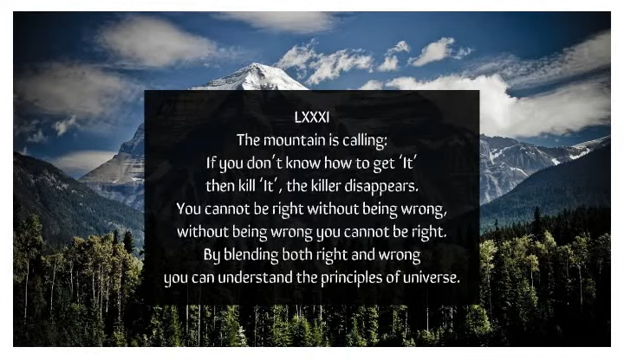 LXXXI
The mountain is calling:
If you don't know how to get 'It'
then kill 'It', the killer disappears.
You cannot be right without being wrong,
without being wrong you cannot be right.
By blending both right and wrong
you can understand the principles of universe.